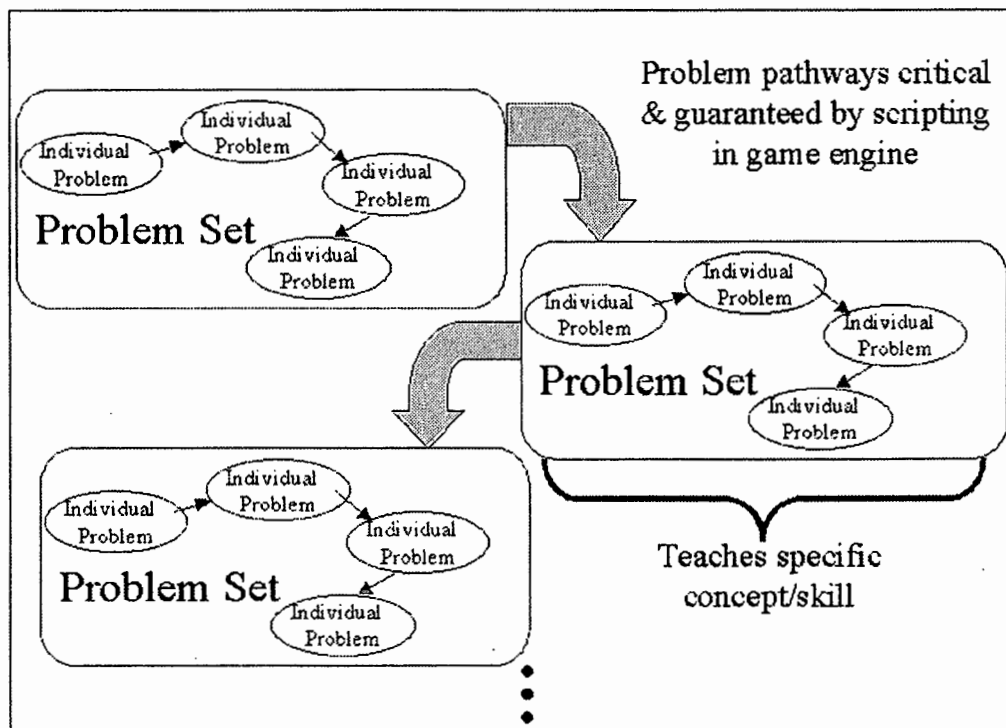 Problem pathways critical
& guaranteed by scripting
in game engine
Individual
Problem
Individual
Problem
Individual
Problem
Individual
Problem
Problem Set
Individual
Problem
Individual
Problem
Individual
Problem
Individual
Problem
Problem Set
Teaches specific
concept/skill
Individual
Problem
Individual
Problem
Individual
Problem
Individual
Problem
Problem Set